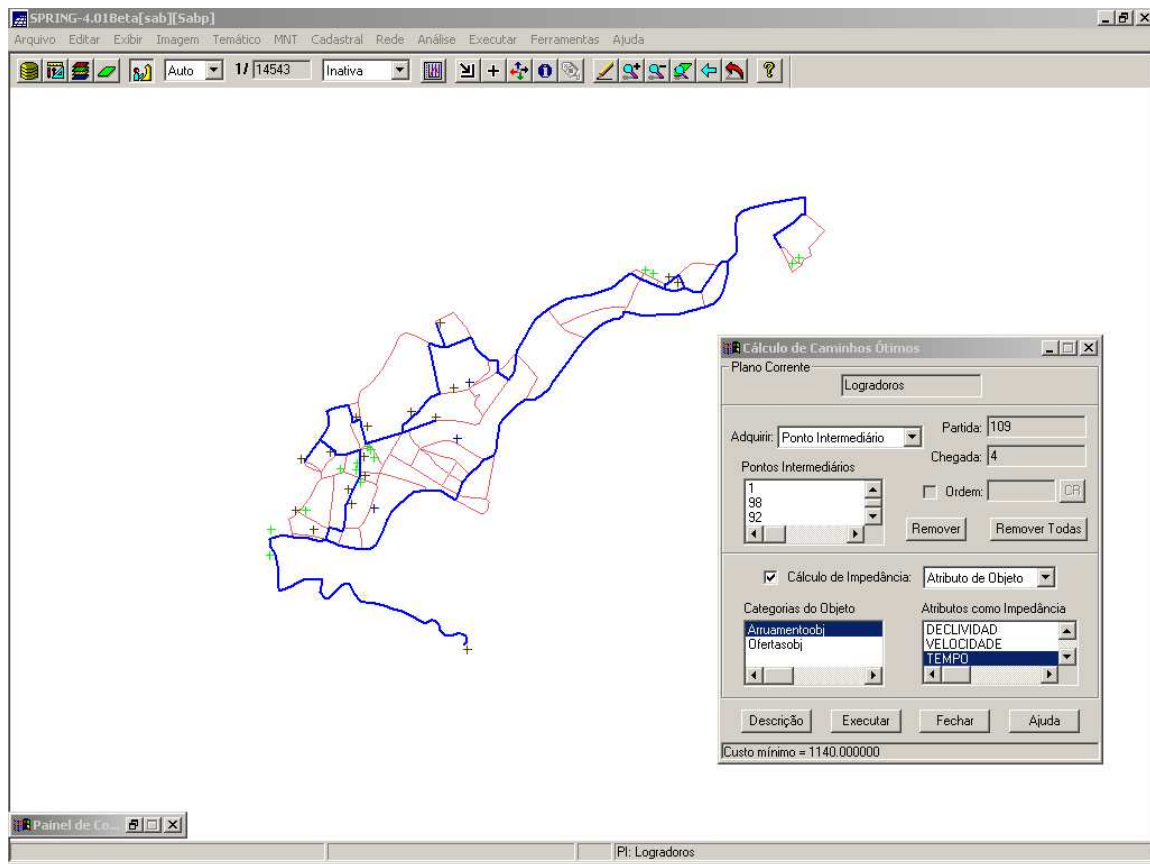 SPRING-4.01Beta[sab][Sabp]
Arquivo Editar Exibir Imagem Temático MNT Cadastral Rede Análise Executar Ferramentas Ajuda
Auto 1/ 14543 Inativa
Cálculo de Caminhos Ótimos
Plano Corrente
Logradoros
Adquirir: Ponto Intermediário
Partida: 109
Chegada: 4
Pontos Intermediários
1
98
92
Ordem: CR
Remover Remover Todas
Cálculo de Impedância: Atributo de Objeto
Categorias do Objeto Atributos como Impedância
Arruamentoobj
Ofertasobj
DECLIVIDAD
VELOCIDADE
TEMPO
Descrição Executar Fechar Ajuda
Custo mínimo = 1140.000000
Painel de Co...
PI: Logradoros